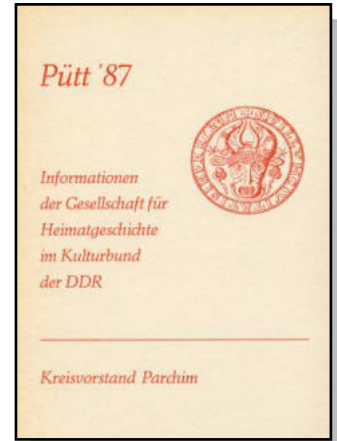 Pütt '87
Informationen
der Gesellschaft für
Heimatgeschichte
im Kulturbund
der DDR
Kreisvorstand Parchim